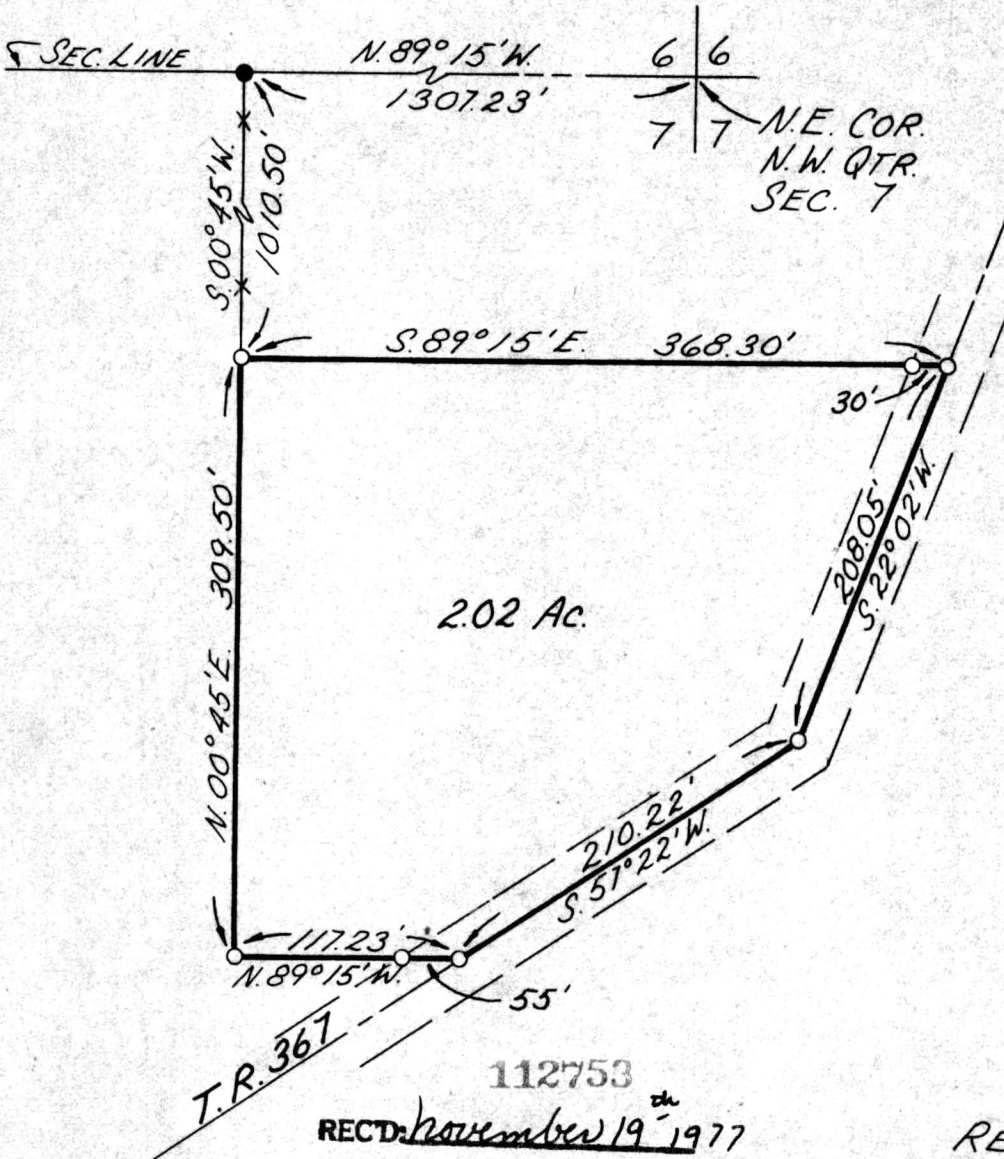 SEC. LINE
N. 89° 15' W.
1307.23'
6 6
7 7
N.E. COR.
N.W. QTR.
SEC. 7
S. 00° 45' W.
1010.50'
S. 89° 15' E. 368.30'
30'
208.05'
S. 22° 02' W.
N. 00° 45' E. 309.50'
2.02 Ac.
210.22'
S. 57° 22' W.
117.23'
N. 89° 15' W.
55'
T.R. 367
112753
REC'D: November 19th 1977